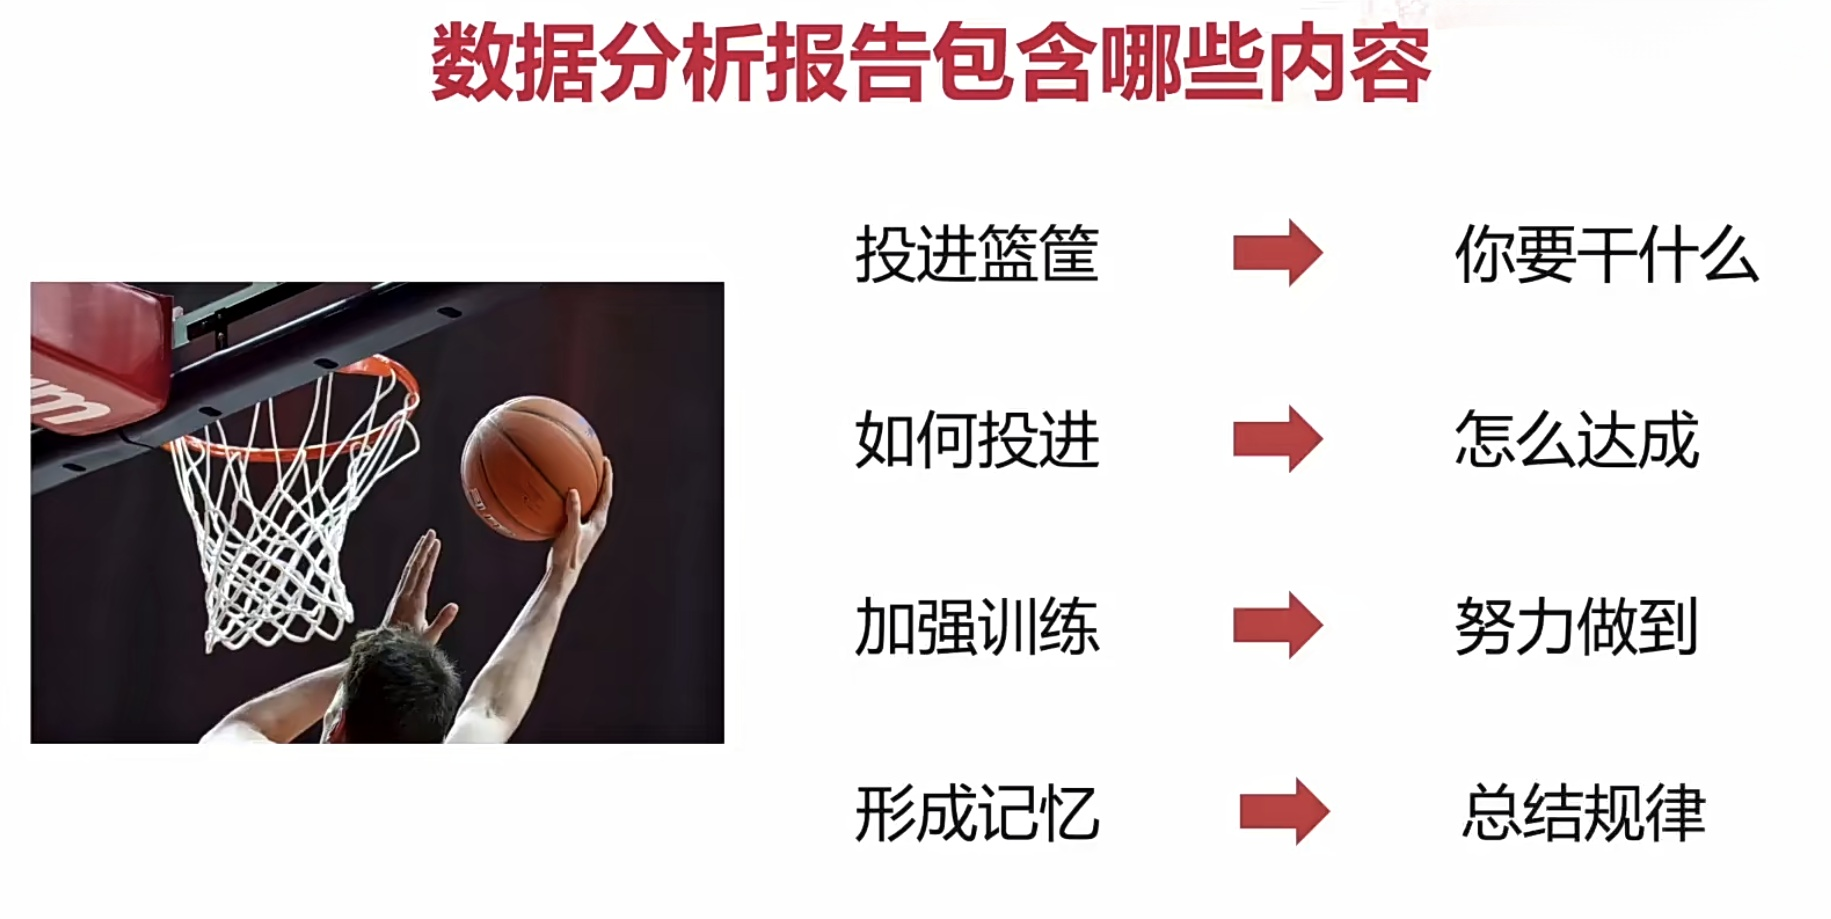 数据分析报告包含哪些内容
投进篮筐 你要干什么
如何投进 怎么达成
加强训练 努力做到
形成记忆 总结规律